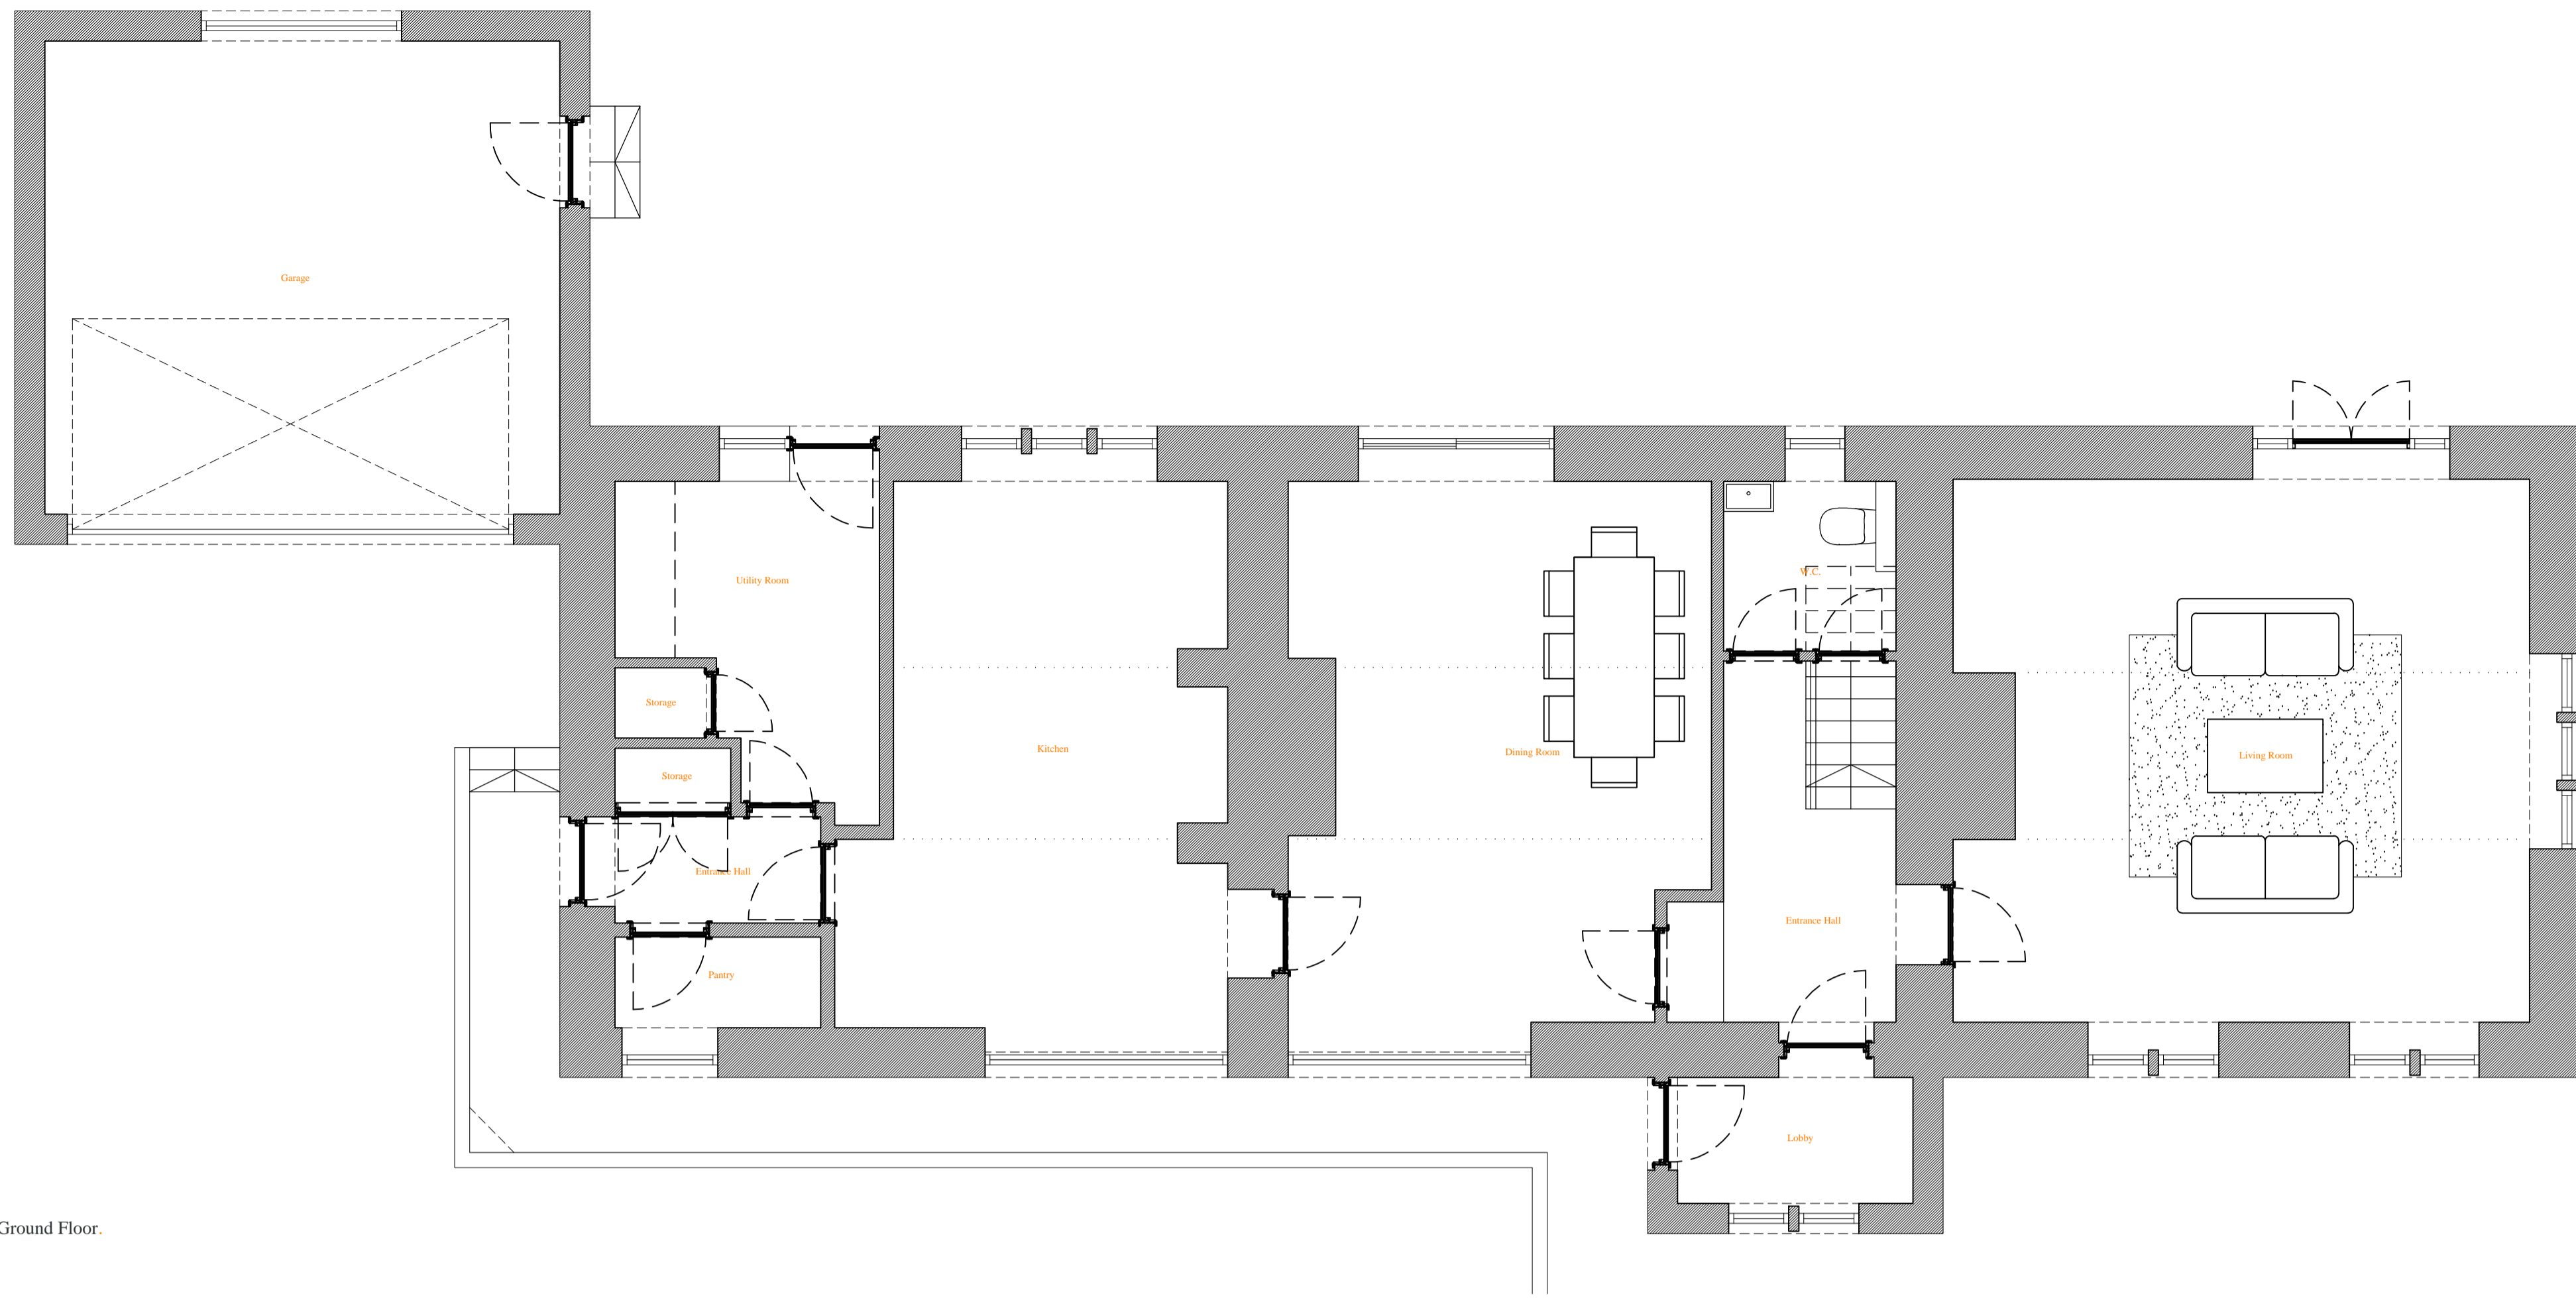 Garage
Utility Room
W.C.
Storage
Kitchen
Dining Room
Living Room
Storage
Entrance Hall
Entrance Hall
Pantry
Lobby
Ground Floor.